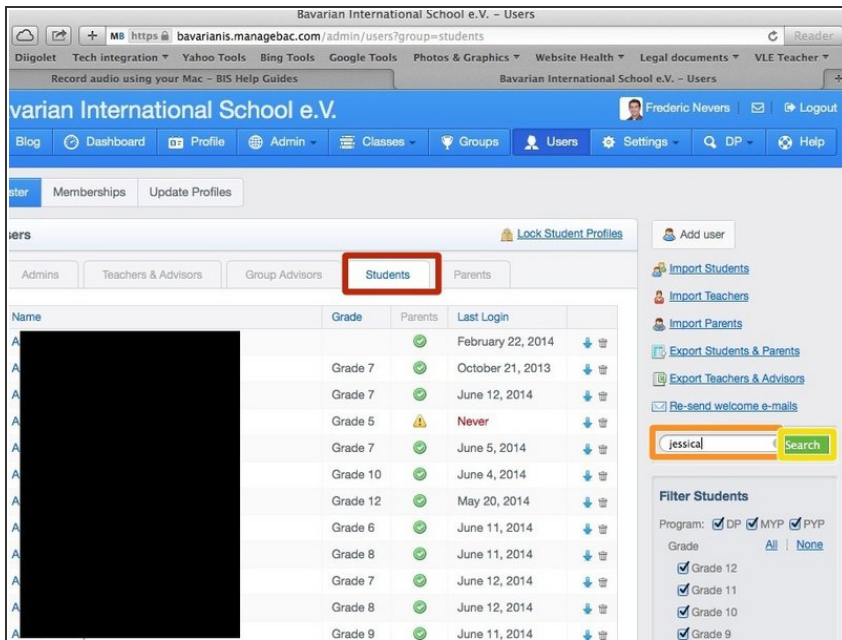 Bavarian International School e.V. – Users
MB https bavarianis.managebac.com/admin/users?group=students Reader
Diigolet Tech integration Yahoo Tools Bing Tools Google Tools Photos & Graphics Website Health Legal documents VLE Teacher
Record audio using your Mac – BIS Help Guides Bavarian International School e.V. – Users
varian International School e.V. Frederic Nevers Logout
Blog Dashboard Profile Admin Classes Groups Users Settings DP Help
ster Memberships Update Profiles
sers Lock Student Profiles Add user
Admins Teachers & Advisors Group Advisors Students Parents
Import Students
Import Teachers
Import Parents
Export Students & Parents
Export Teachers & Advisors
Re-send welcome e-mails
jessica Search
Filter Students
Program: DP MYP PYP
Grade All | None
Grade 12
Grade 11
Grade 10
Grade 9
Name Grade Parents Last Login
A February 22, 2014
A Grade 7 October 21, 2013
A Grade 7 June 12, 2014
A Grade 5 Never
A Grade 7 June 5, 2014
A Grade 10 June 4, 2014
A Grade 12 May 20, 2014
A Grade 6 June 11, 2014
A Grade 8 June 11, 2014
A Grade 7 June 12, 2014
A Grade 8 June 12, 2014
A Grade 9 June 11, 2014